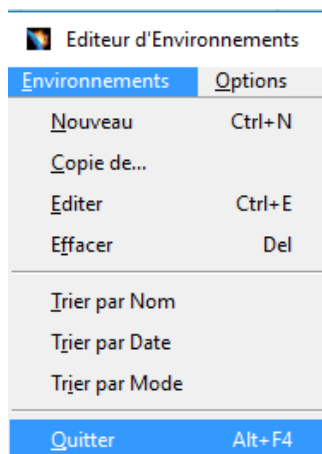 Editeur d'Environnements
Environnements Options
Nouveau Ctrl+N
Copie de...
Editer Ctrl+E
Effacer Del
Trier par Nom
Trier par Date
Trier par Mode
Quitter Alt+F4